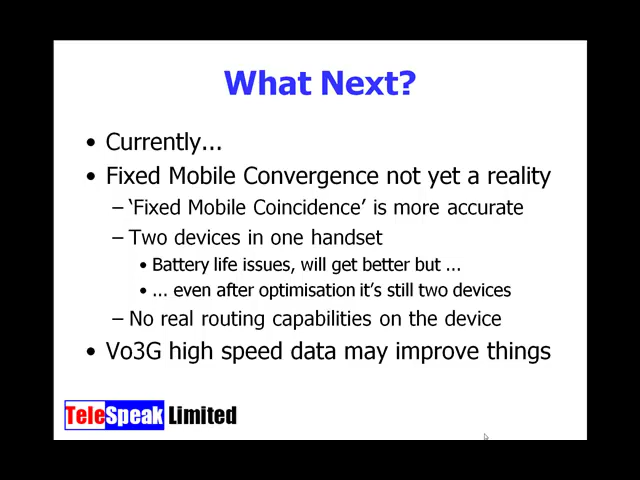 What Next?
• Currently...
• Fixed Mobile Convergence not yet a reality
– ‘Fixed Mobile Coincidence’ is more accurate
– Two devices in one handset
• Battery life issues, will get better but ...
• ... even after optimisation it’s still two devices
– No real routing capabilities on the device
• Vo3G high speed data may improve things
TeleSpeak Limited